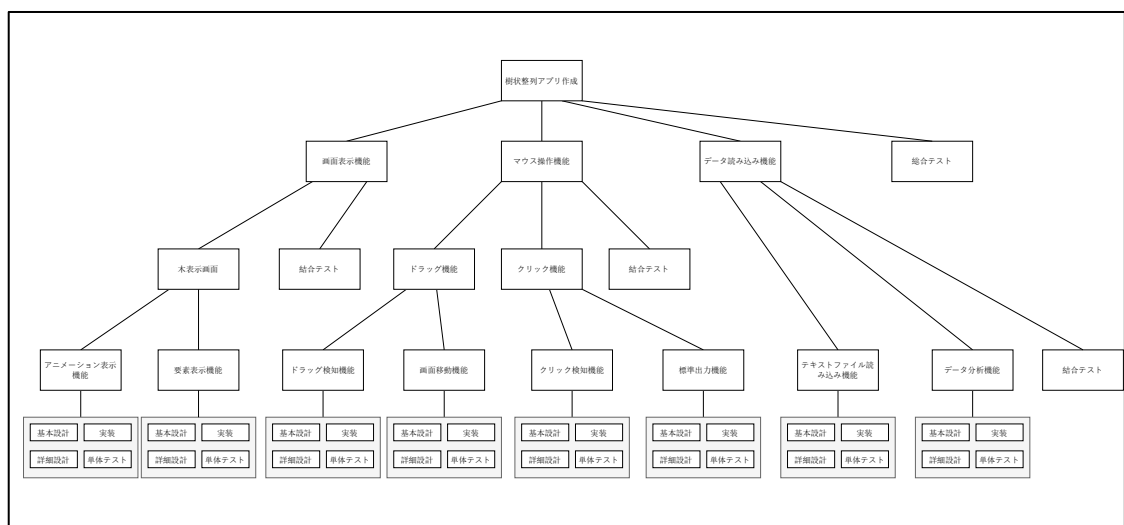 樹状整列アプリ作成
画面表示機能
マウス操作機能
データ読み込み機能
総合テスト
木表示画面
結合テスト
ドラッグ機能
クリック機能
結合テスト
アニメーション表示
機能
要素表示機能
ドラッグ検知機能
画面移動機能
クリック検知機能
標準出力機能
テキストファイル読
み込み機能
データ分析機能
結合テスト
基本設計
実装
詳細設計
単体テスト
基本設計
実装
詳細設計
単体テスト
基本設計
実装
詳細設計
単体テスト
基本設計
実装
詳細設計
単体テスト
基本設計
実装
詳細設計
単体テスト
基本設計
実装
詳細設計
単体テスト
基本設計
実装
詳細設計
単体テスト
基本設計
実装
詳細設計
単体テスト